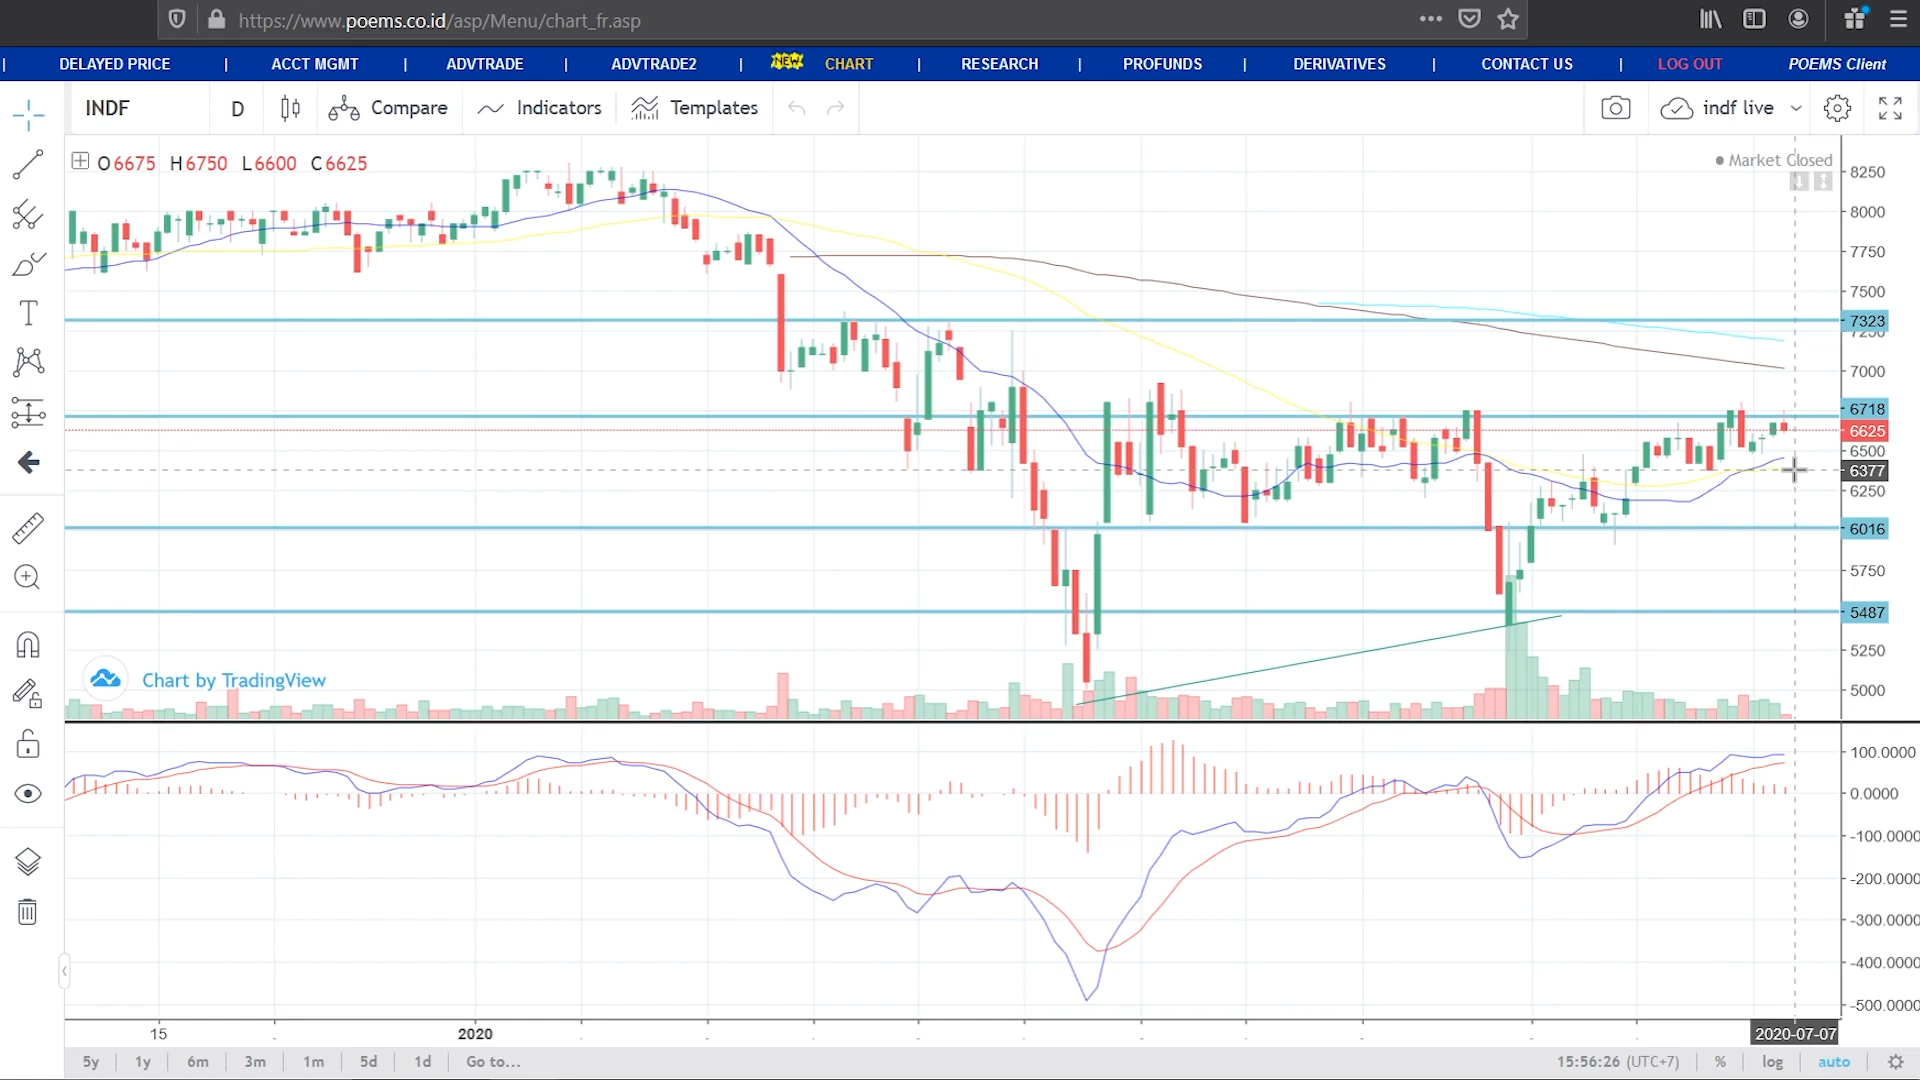 https://www.poems.co.id/asp/Menu/chart_fr.asp
| DELAYED PRICE | ACCT MGMT | ADVTRADE | ADVTRADE2 | NEW CHART | RESEARCH | PROFUNDS | DERIVATIVES | CONTACT US | LOG OUT POEMS Client
INDF D Compare Indicators Templates indf live
O6675 H6750 L6600 C6625
Market Closed
8250
8000
7750
7500
7323
7000
6718
6625
6500
6377
6250
6016
5750
5487
5250
5000
Chart by TradingView
100.0000
0.0000
-100.0000
-200.0000
-300.0000
-400.0000
-500.0000
15 2020 2020-07-07
5y 1y 6m 3m 1m 5d 1d Go to... 15:56:26 (UTC+7) % log auto